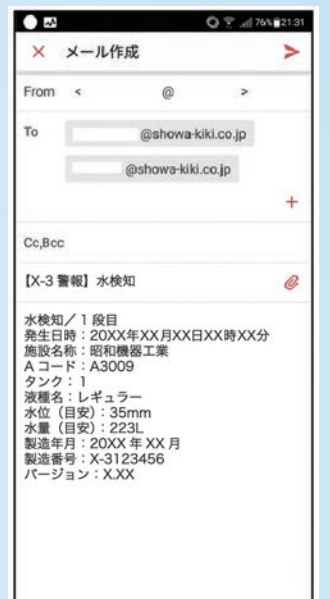 76% 21:31
× メール作成
From < @ >
To @showa-kiki.co.jp
@showa-kiki.co.jp
+
Cc,Bcc
【X-3 警報】水検知
水検知／1 段目
発生日時：20XX年XX月XX日XX時XX分
施設名称：昭和機器工業
A コード：A3009
タンク：1
液種名：レギュラー
水位（目安）：35mm
水量（目安）：223L
製造年月：20XX 年 XX 月
製造番号：X-3123456
バージョン：X.XX